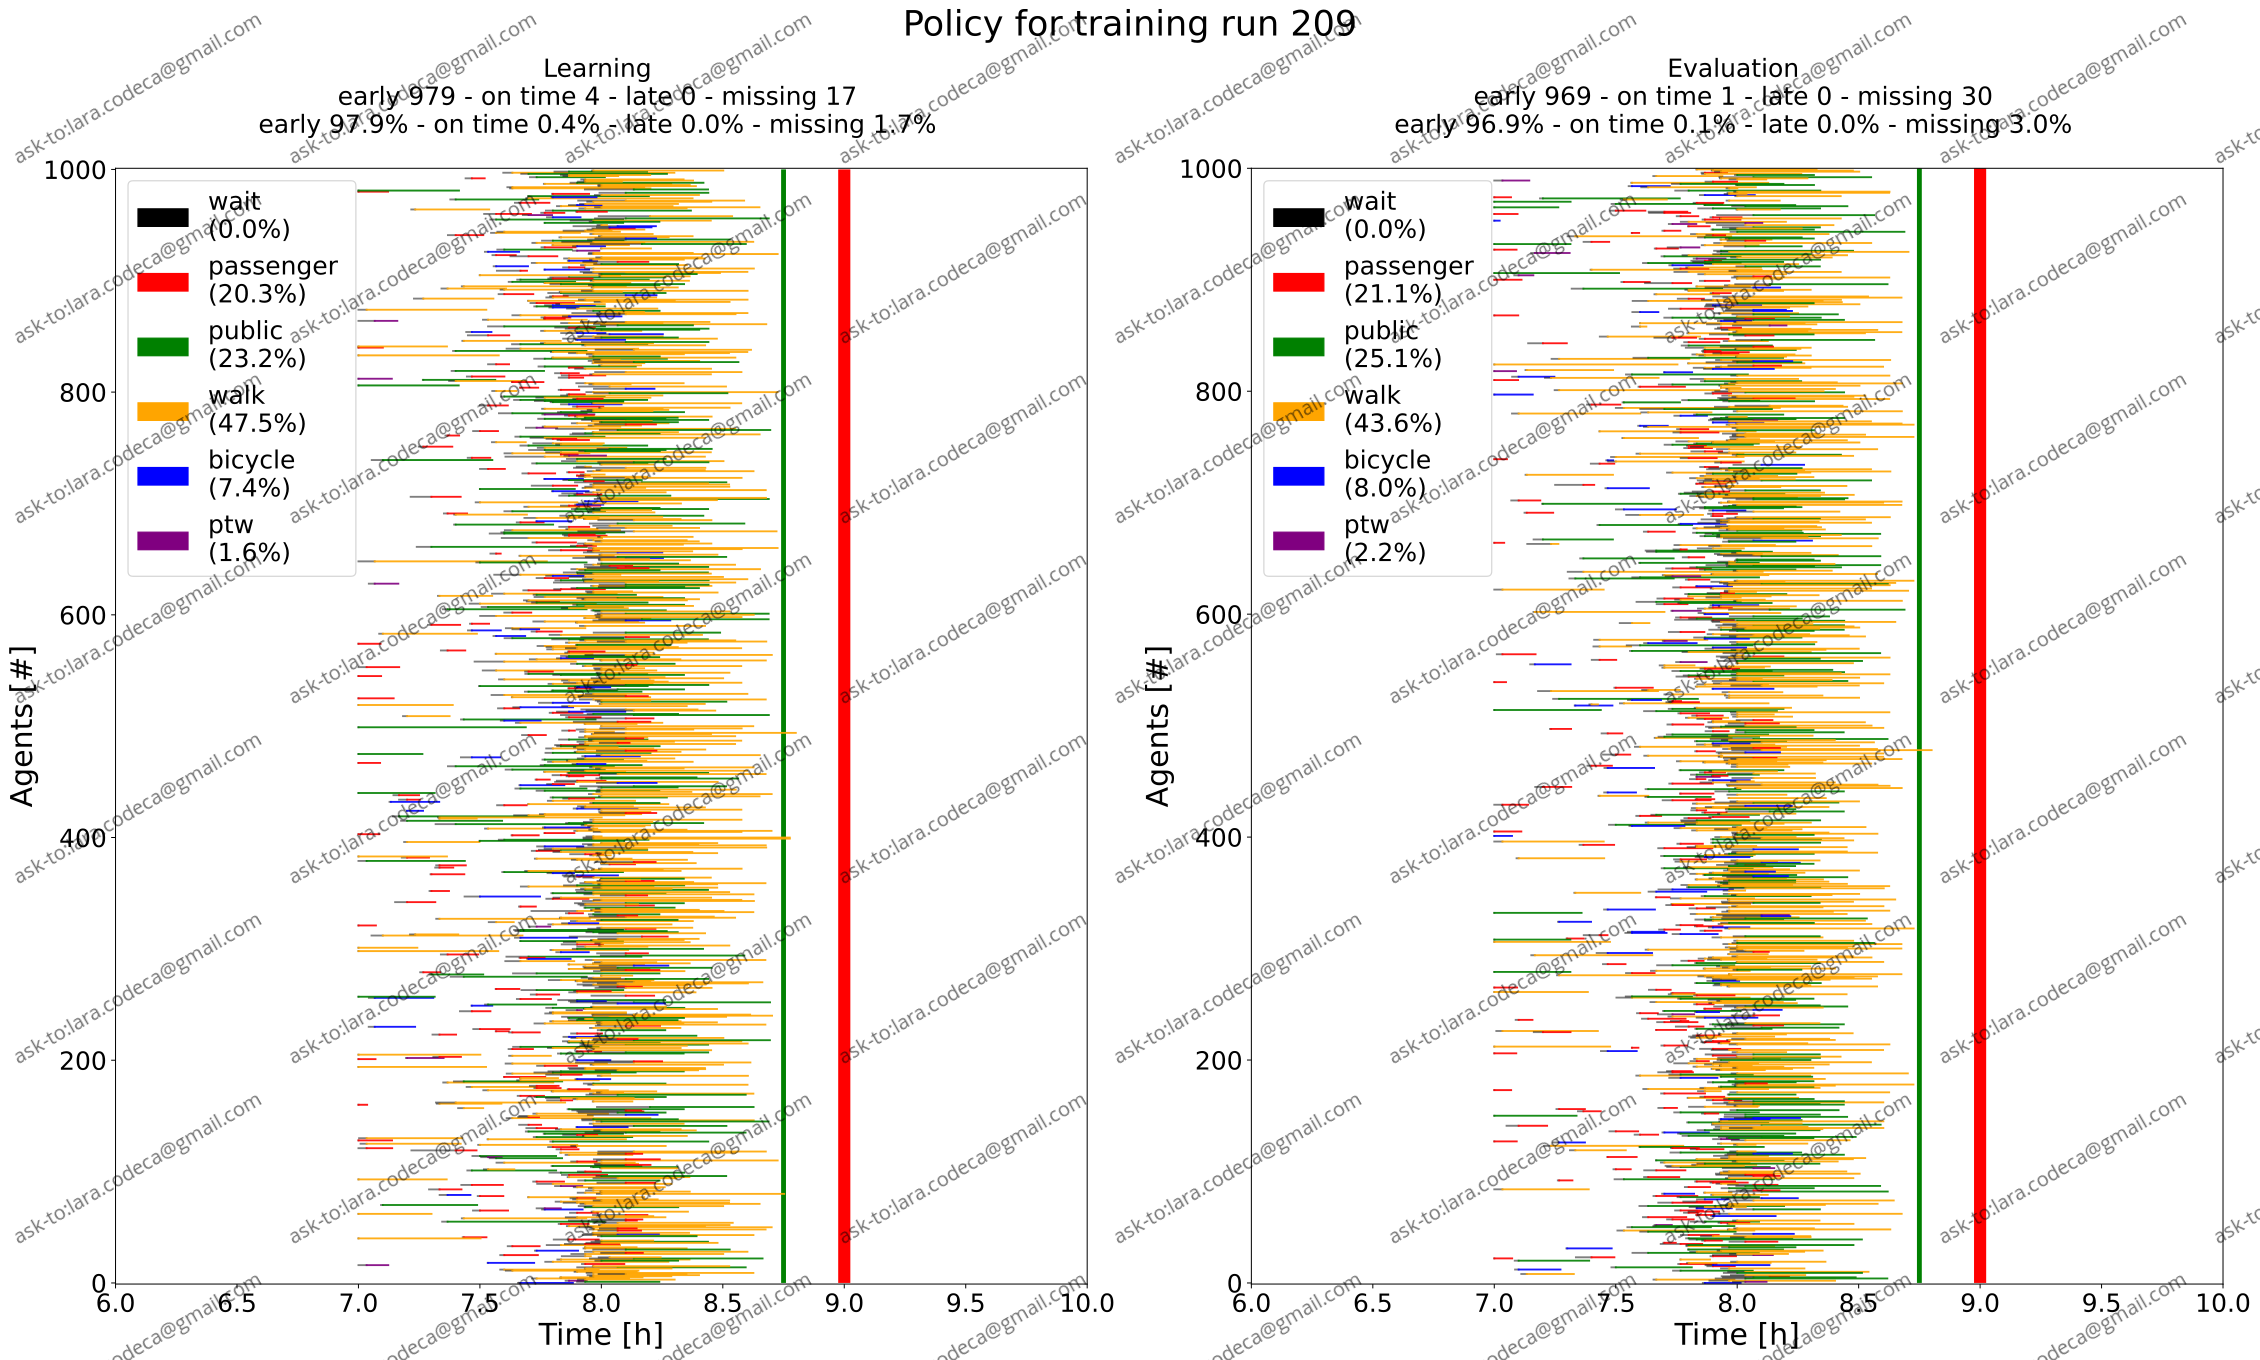 Policy for training run 209
Learning
early 979 - on time 4 - late 0 - missing 17
early 97.9% - on time 0.4% - late 0.0% - missing 1.7%
1000
800
600
400
200
0
Agents [#]
wait
(0.0%)
passenger
(20.3%)
public
(23.2%)
walk
(47.5%)
bicycle
(7.4%)
ptw
(1.6%)
6.0 6.5 7.0 7.5 8.0 8.5 9.0 9.5 10.0
Time [h]
Evaluation
early 969 - on time 1 - late 0 - missing 30
early 96.9% - on time 0.1% - late 0.0% - missing 3.0%
1000
800
600
400
200
0
Agents [#]
wait
(0.0%)
passenger
(21.1%)
public
(25.1%)
walk
(43.6%)
bicycle
(8.0%)
ptw
(2.2%)
6.0 6.5 7.0 7.5 8.0 8.5 9.0 9.5 10.0
Time [h]
ask-to:lara.codeca@gmail.com